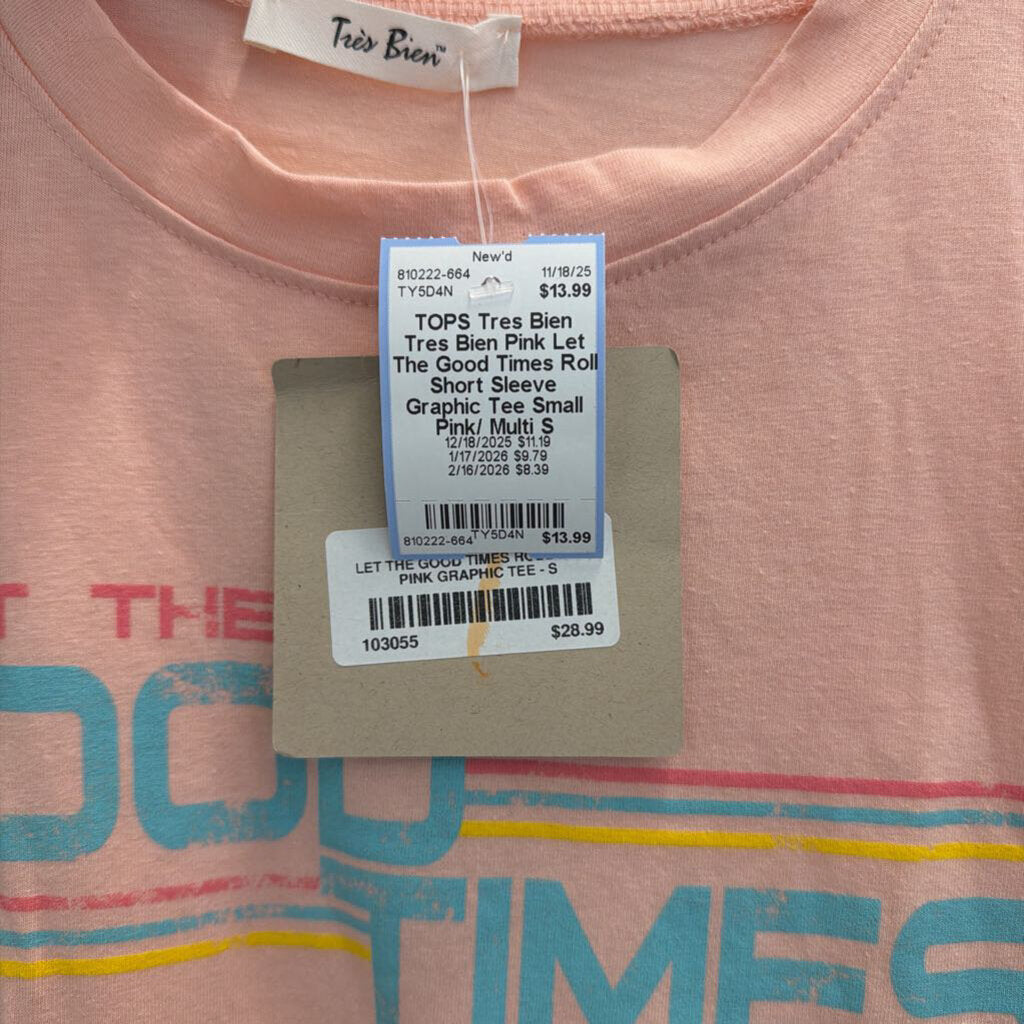 Très Bien™
New'd
810222-664 11/18/25
TY5D4N $13.99
TOPS Tres Bien
Tres Bien Pink Let
The Good Times Roll
Short Sleeve
Graphic Tee Small
Pink/ Multi S
12/18/2025 $11.19
1/17/2026 $9.79
2/16/2026 $8.39
810222-664 TY5D4N $13.99
LET THE GOOD TIMES
PINK GRAPHIC TEE - S
103055 $28.99
T THE
OOD
TIMES